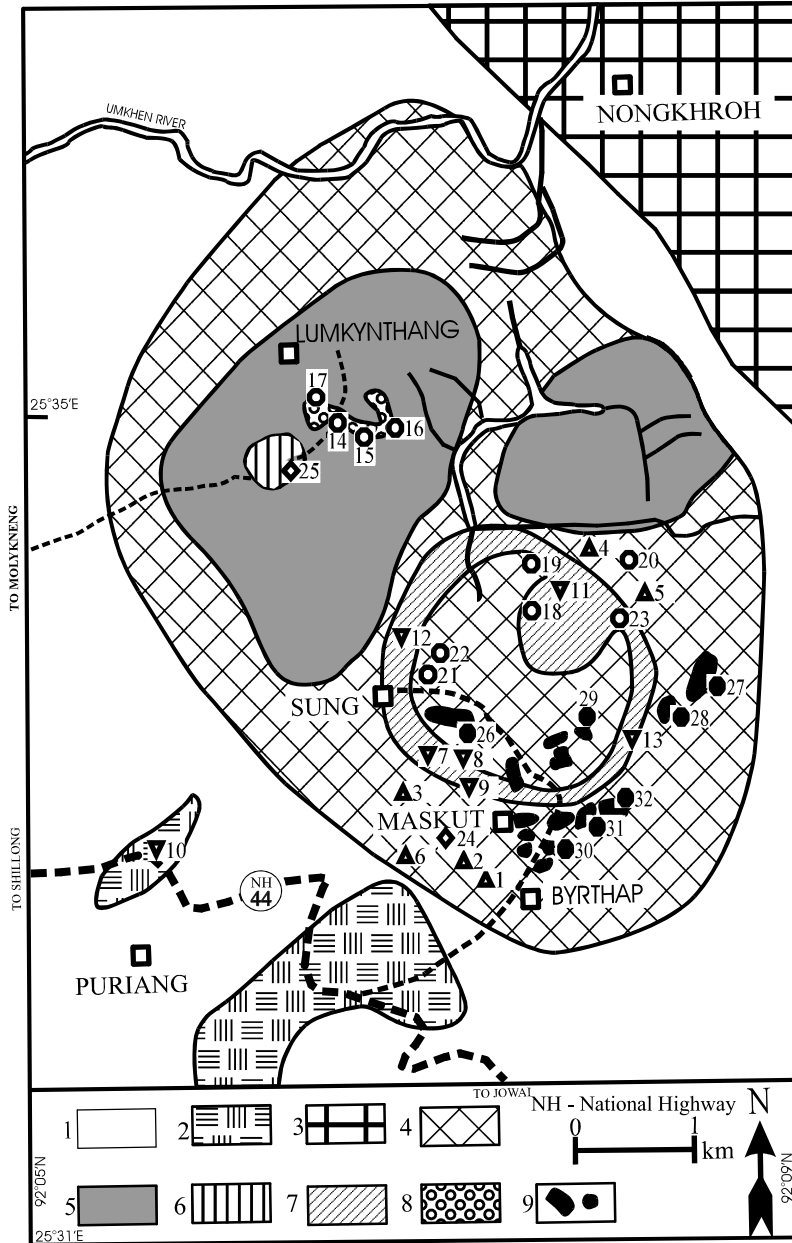 NONGKHROH
UMKHEN RIVER
LUMKYNTHANG
17
25°35'E
14
16
15
25
TO MOLYKNENG
4
19
20
11
5
18
23
12
22
21
27
SUNG
29
28
26
13
7
8
3
9
32
MASKUT
31
TO SHILLONG
10
24
30
6
2
1
NH
44
BYRTHAP
PURIANG
TO JOWAI
NH - National Highway
N
1
2
3
4
0
1
km
5
6
7
8
9
92°05'N
92°09'N
25°31'E